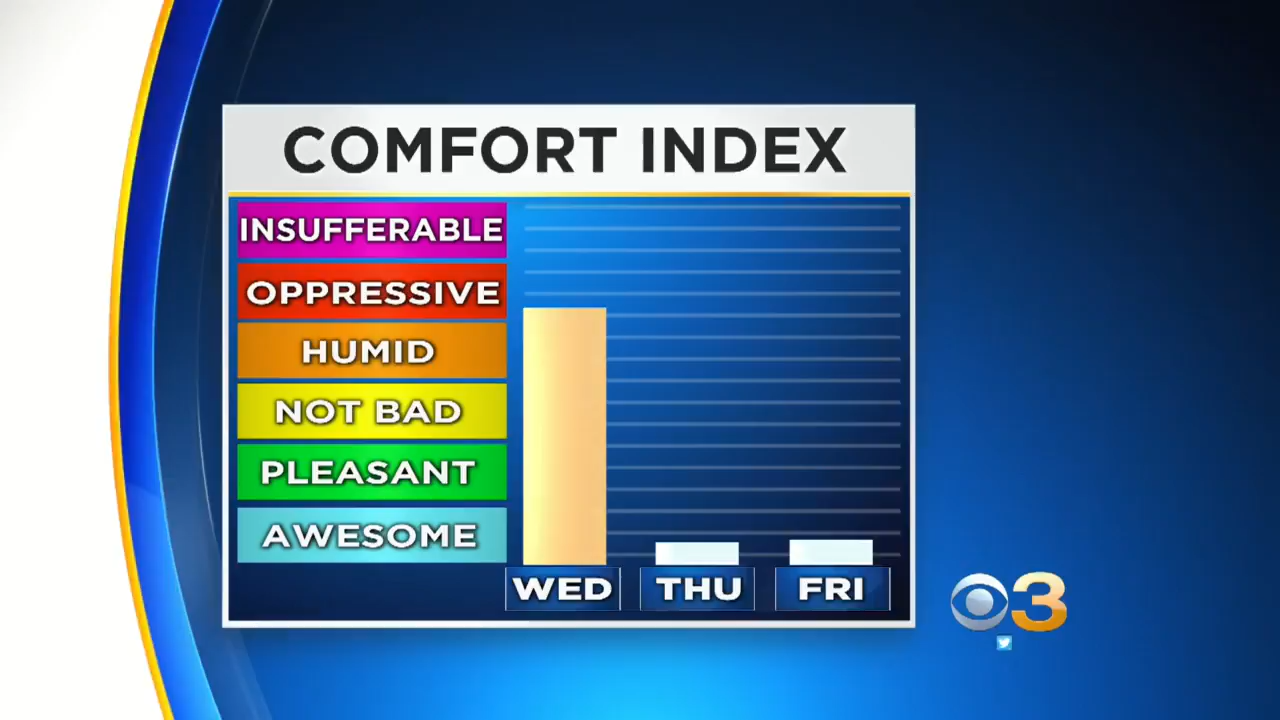 COMFORT INDEX
INSUFFERABLE
OPPRESSIVE
HUMID
NOT BAD
PLEASANT
AWESOME
WED THU FRI
3